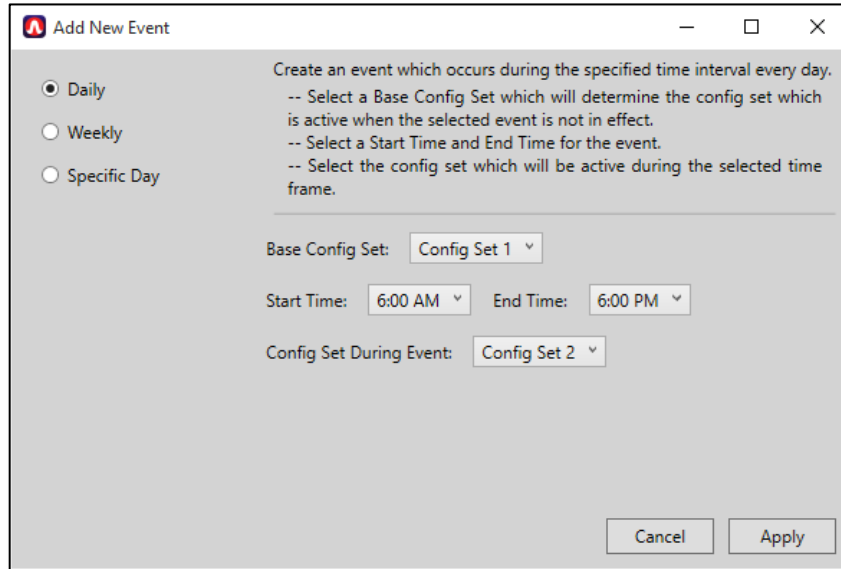 Add New Event
Daily
Weekly
Specific Day
Create an event which occurs during the specified time interval every day.
-- Select a Base Config Set which will determine the config set which
is active when the selected event is not in effect.
-- Select a Start Time and End Time for the event.
-- Select the config set which will be active during the selected time
frame.
Base Config Set: Config Set 1
Start Time: 6:00 AM End Time: 6:00 PM
Config Set During Event: Config Set 2
Cancel Apply